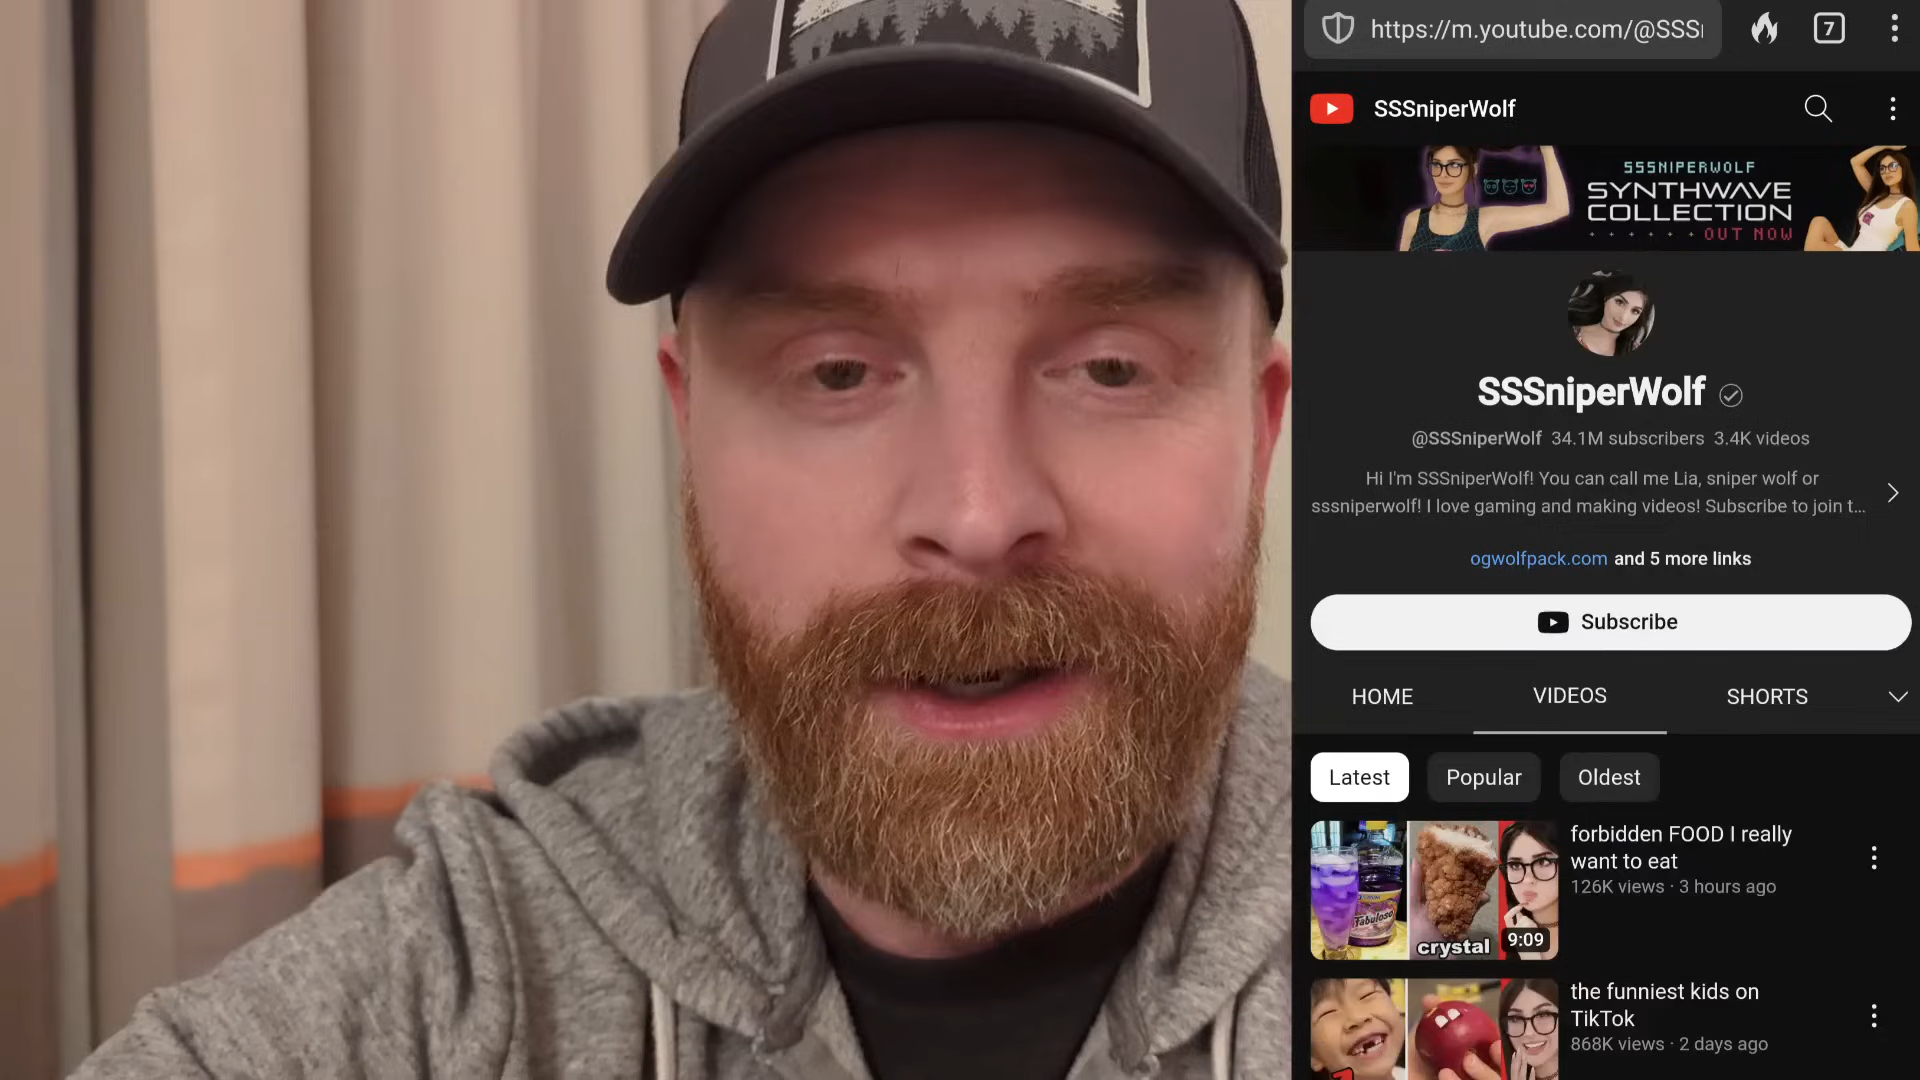 https://m.youtube.com/@SSS
7
SSSniperWolf
SSSNIPERWOLF
SYNTHWAVE
COLLECTION
OUT NOW
SSSniperWolf
@SSSniperWolf 34.1M subscribers 3.4K videos
Hi I'm SSSniperWolf! You can call me Lia, sniper wolf or
sssniperwolf! I love gaming and making videos! Subscribe to join t...
ogwolfpack.com and 5 more links
Subscribe
HOME VIDEOS SHORTS
Latest Popular Oldest
forbidden FOOD I really
want to eat
126K views · 3 hours ago
Fabuloso
crystal
9:09
the funniest kids on
TikTok
868K views · 2 days ago